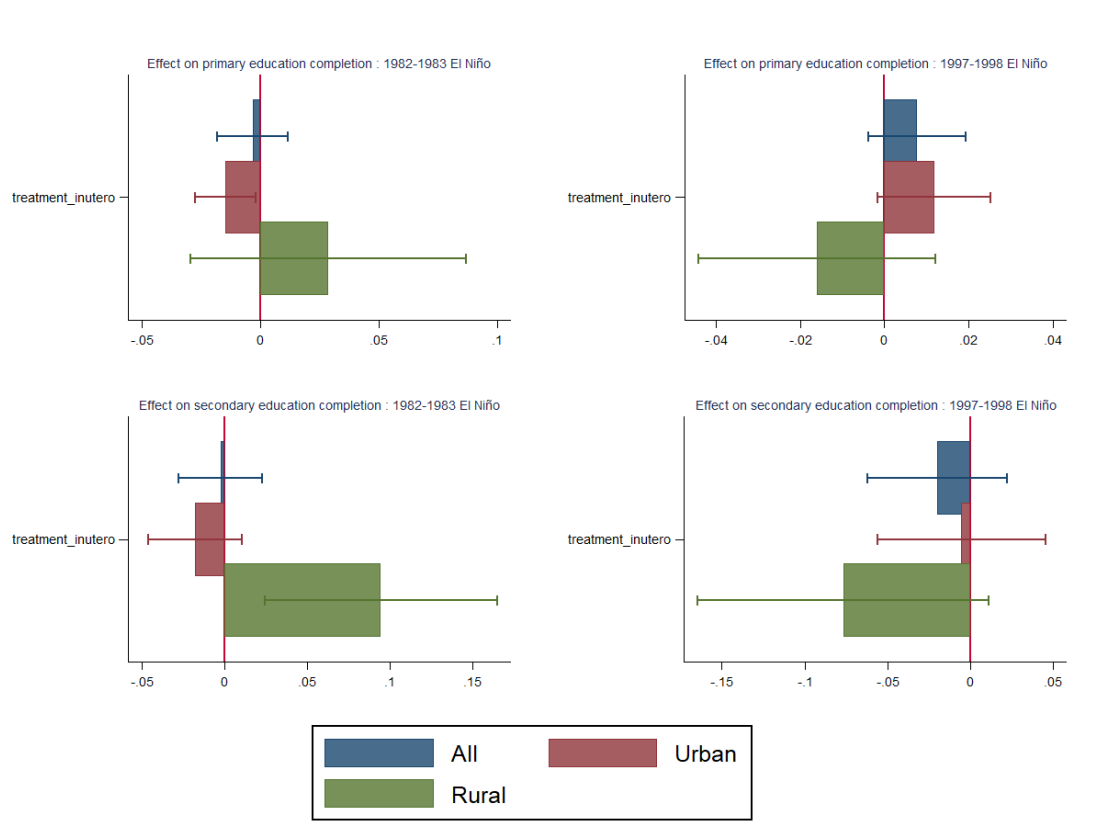 Effect on primary education completion : 1982-1983 El Niño
treatment_inutero
-.05 0 .05 .1
Effect on primary education completion : 1997-1998 El Niño
treatment_inutero
-.04 -.02 0 .02 .04
Effect on secondary education completion : 1982-1983 El Niño
treatment_inutero
-.05 0 .05 .1 .15
Effect on secondary education completion : 1997-1998 El Niño
treatment_inutero
-.15 -.1 -.05 0 .05
All Urban
Rural